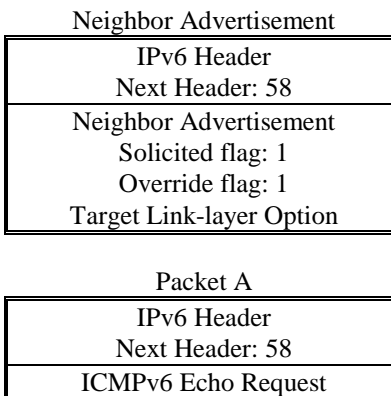 Neighbor Advertisement
IPv6 Header
Next Header: 58
Neighbor Advertisement
Solicited flag: 1
Override flag: 1
Target Link-layer Option
Packet A
IPv6 Header
Next Header: 58
ICMPv6 Echo Request